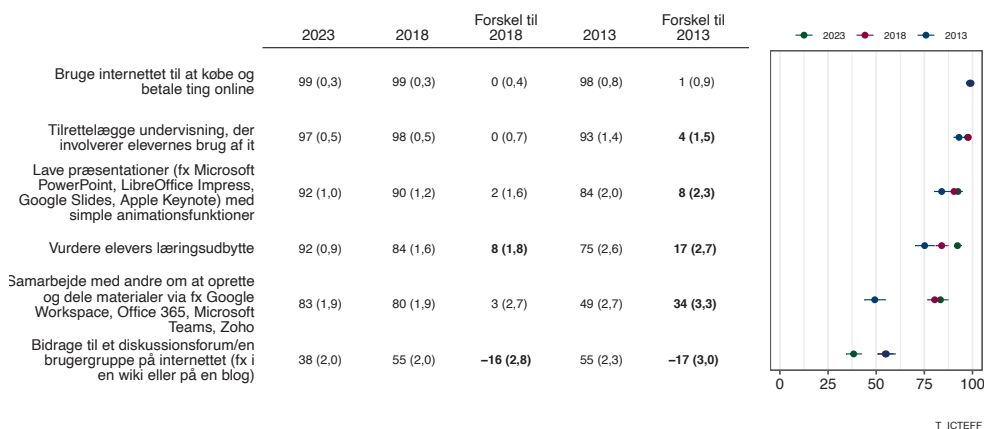 2023 2018 Forskel til 2018 2013 Forskel til 2013
2023 2018 2013
Bruge internettet til at købe og
betale ting online
99 (0,3) 99 (0,3) 0 (0,4) 98 (0,8) 1 (0,9)
Tilrettelægge undervisning, der
involverer elevernes brug af it
97 (0,5) 98 (0,5) 0 (0,7) 93 (1,4) 4 (1,5)
Lave præsentationer (fx Microsoft
PowerPoint, LibreOffice Impress,
Google Slides, Apple Keynote) med
simple animationsfunktioner
92 (1,0) 90 (1,2) 2 (1,6) 84 (2,0) 8 (2,3)
Vurdere elevers læringsudbytte
92 (0,9) 84 (1,6) 8 (1,8) 75 (2,6) 17 (2,7)
Samarbejde med andre om at oprette
og dele materialer via fx Google
Workspace, Office 365, Microsoft
Teams, Zoho
83 (1,9) 80 (1,9) 3 (2,7) 49 (2,7) 34 (3,3)
Bidrage til et diskussionsforum/en
brugergruppe på internettet (fx i
en wiki eller på en blog)
38 (2,0) 55 (2,0) −16 (2,8) 55 (2,3) −17 (3,0)
0 25 50 75 100
T_ICTEFF